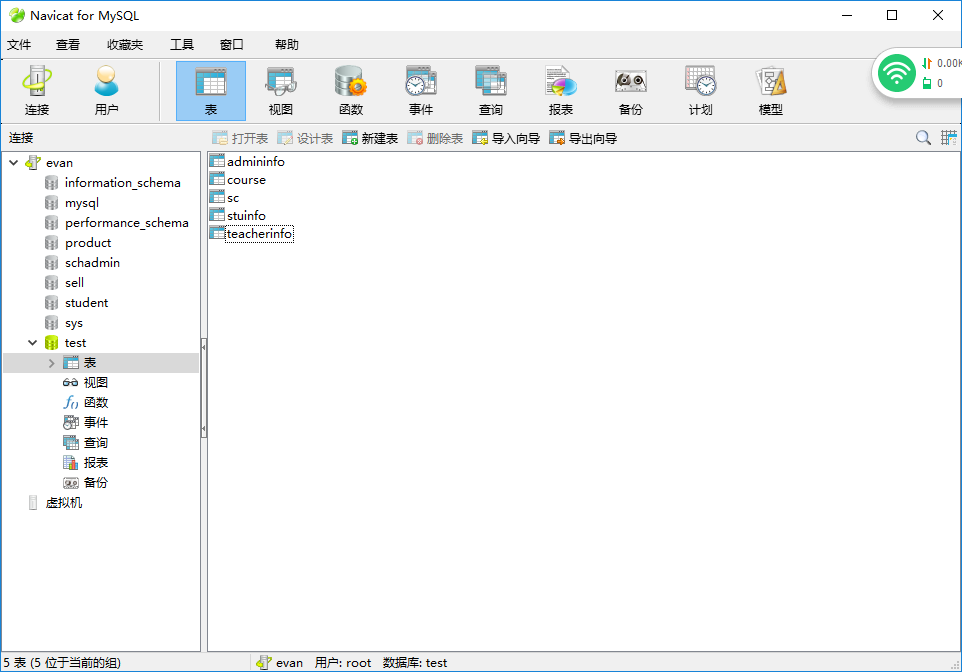 Navicat for MySQL
文件 查看 收藏夹 工具 窗口 帮助
连接 用户 表 视图 函数 事件 查询 报表 备份 计划 模型
0.00K
0
连接
打开表 设计表 新建表 删除表 导入向导 导出向导
evan
information_schema
mysql
performance_schema
product
schadmin
sell
student
sys
test
表
视图
函数
事件
查询
报表
备份
虚拟机
admininfo
course
sc
stuinfo
teacherinfo
5 表 (5 位于当前的组) evan 用户: root 数据库: test